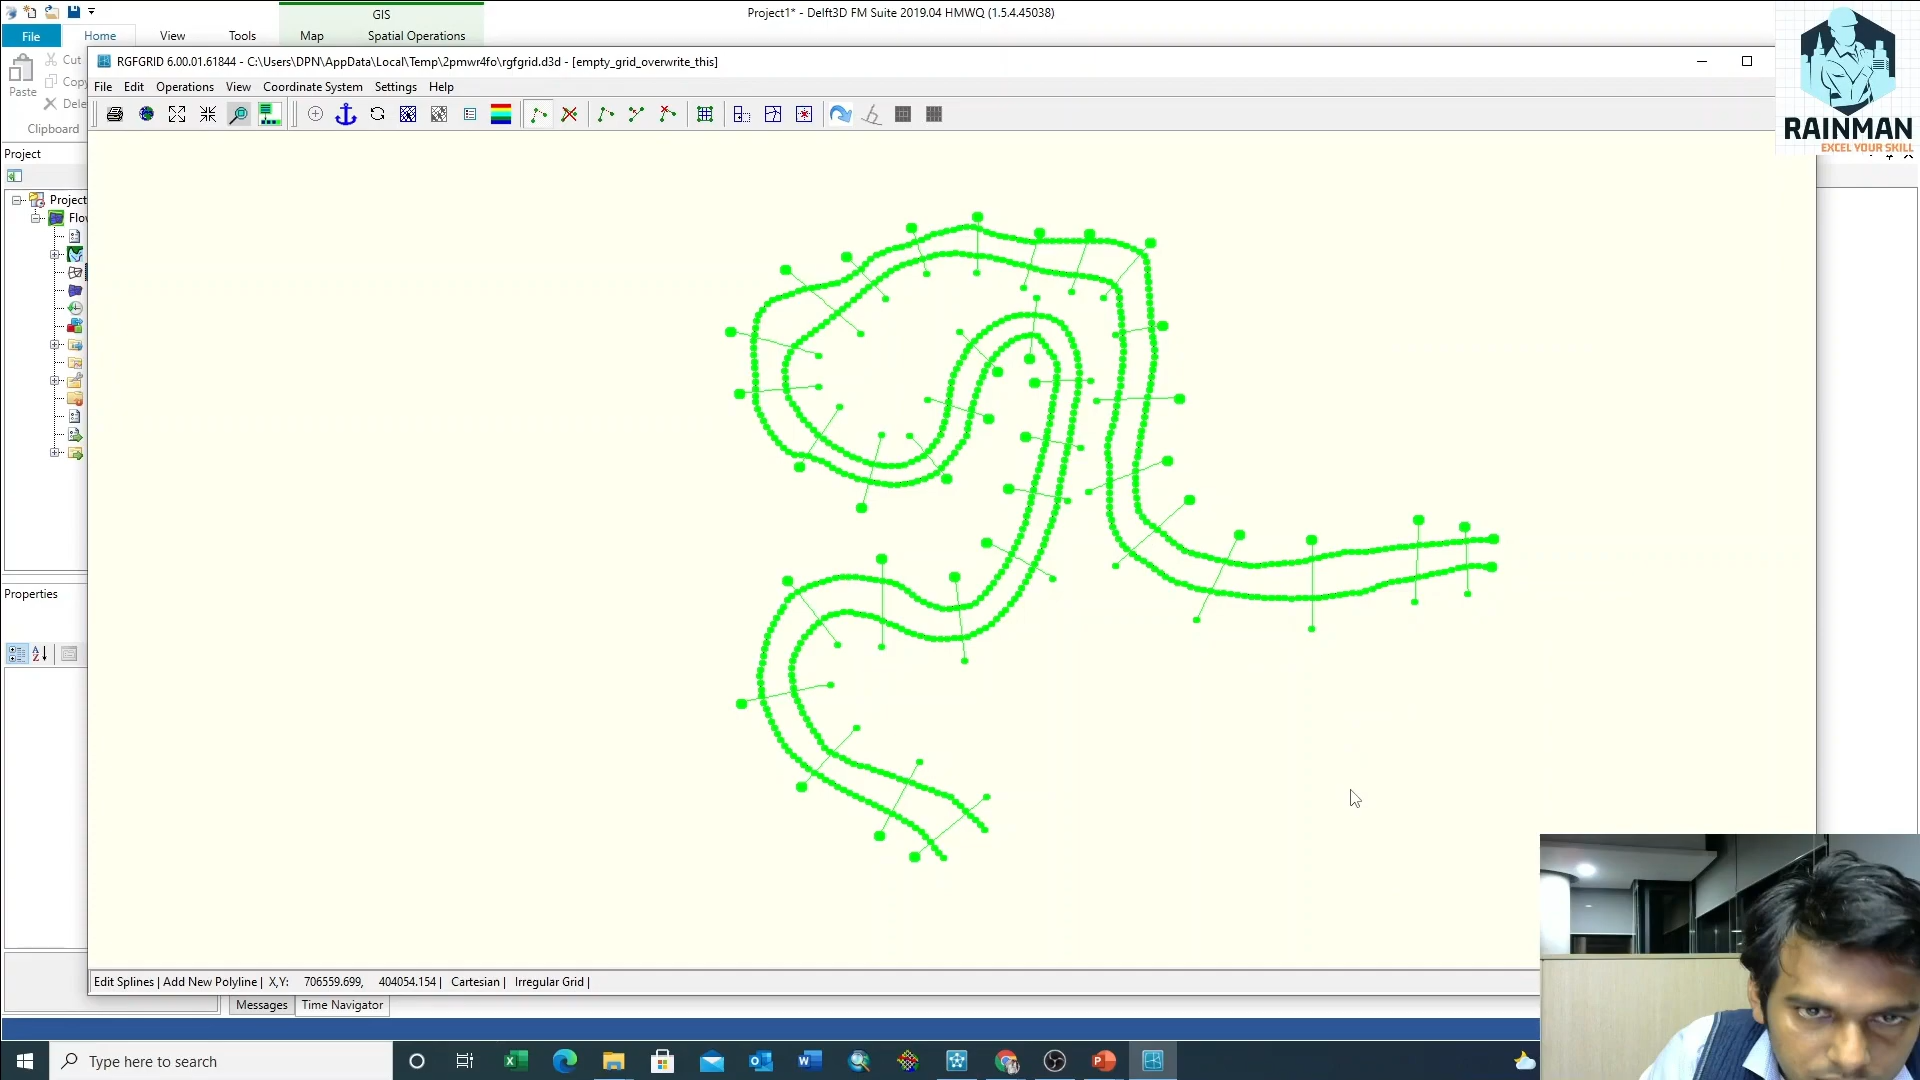 GIS
Project1* - Delft3D FM Suite 2019.04 HMWQ (1.5.4.45038)
File
Home
View
Tools
Map
Spatial Operations
RGFGRID 6.00.01.61844 - C:\Users\DPN\AppData\Local\Temp\2pmwr4fo\rgfgrid.d3d - [empty_grid_overwrite_this]
Cut
Copy
Paste
Dele
Clipboard
File Edit Operations View Coordinate System Settings Help
RAINMAN
EXCEL YOUR SKILL
Project
Project
Flow
Properties
Edit Splines | Add New Polyline | X,Y: 706559.699, 404054.154 | Cartesian | Irregular Grid |
Messages
Time Navigator
Type here to search